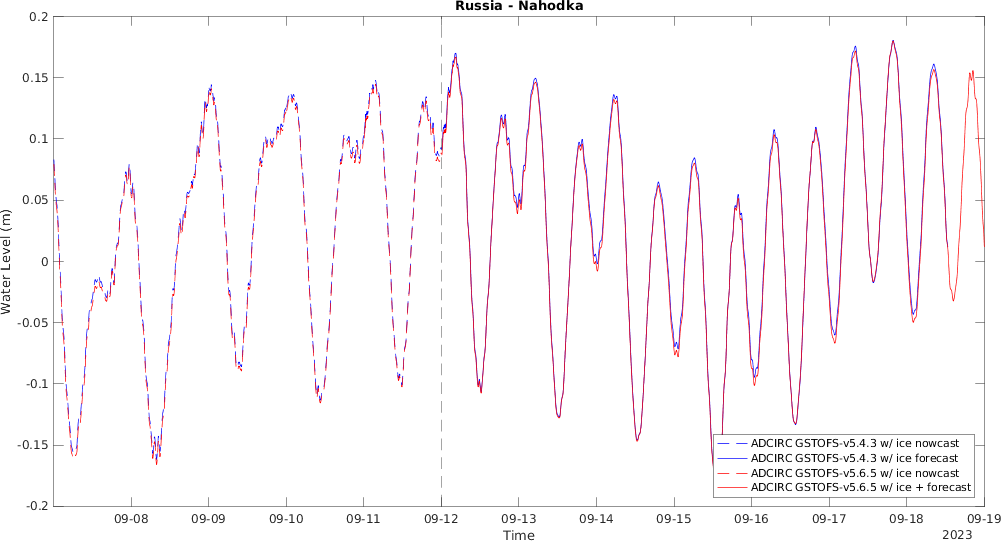 Russia - Nahodka
0.2
0.15
0.1
0.05
0
-0.05
-0.1
-0.15
-0.2
Water Level (m)
ADCIRC GSTOFS-v5.4.3 w/ ice nowcast
ADCIRC GSTOFS-v5.4.3 w/ ice forecast
ADCIRC GSTOFS-v5.6.5 w/ ice nowcast
ADCIRC GSTOFS-v5.6.5 w/ ice + forecast
09-08 09-09 09-10 09-11 09-12 09-13 09-14 09-15 09-16 09-17 09-18 09-19
Time
2023